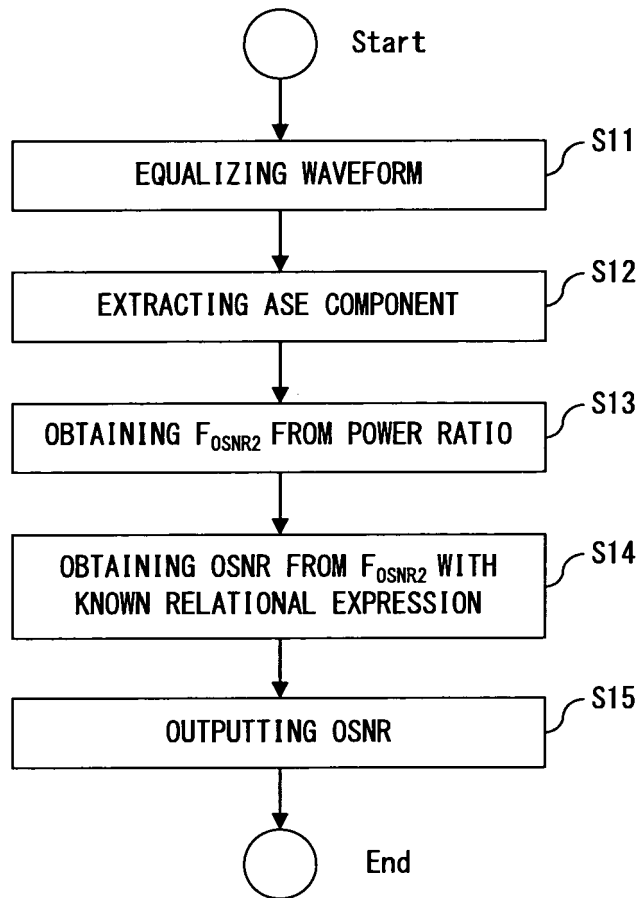 Start
S11
EQUALIZING WAVEFORM
S12
EXTRACTING ASE COMPONENT
S13
OBTAINING F_OSNR2 FROM POWER RATIO
S14
OBTAINING OSNR FROM F_OSNR2 WITH
KNOWN RELATIONAL EXPRESSION
S15
OUTPUTTING OSNR
End